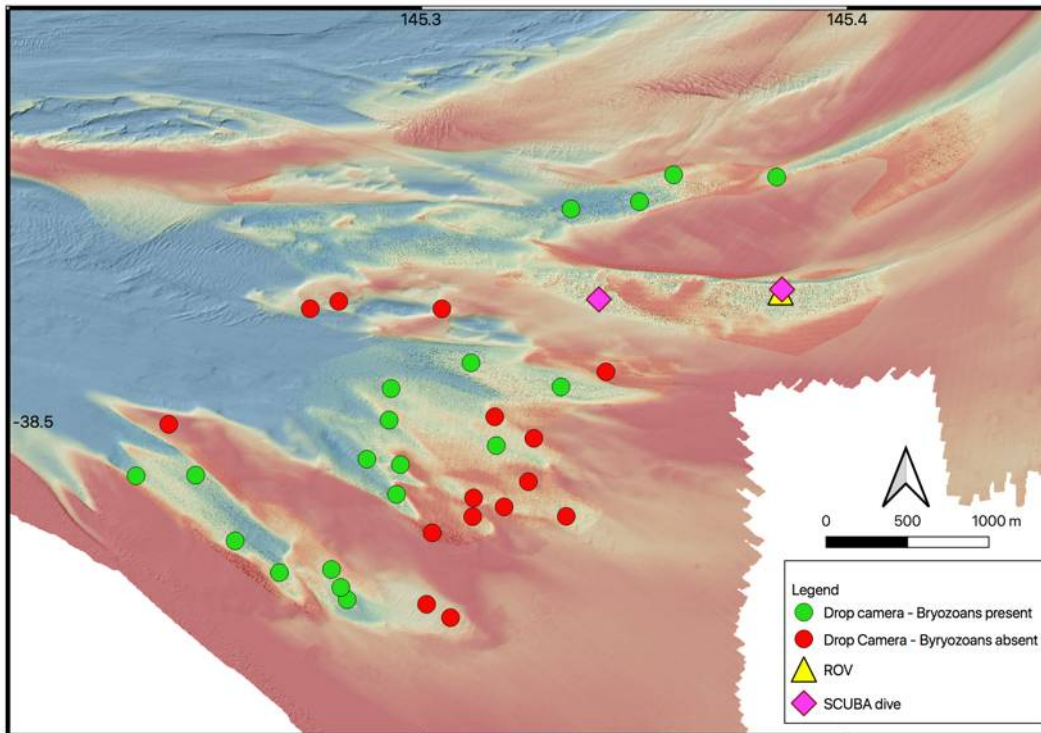 145.3
145.4
-38.5
0 500 1000 m
Legend
Drop camera - Bryozoans present
Drop Camera - Byryozoans absent
ROV
SCUBA dive